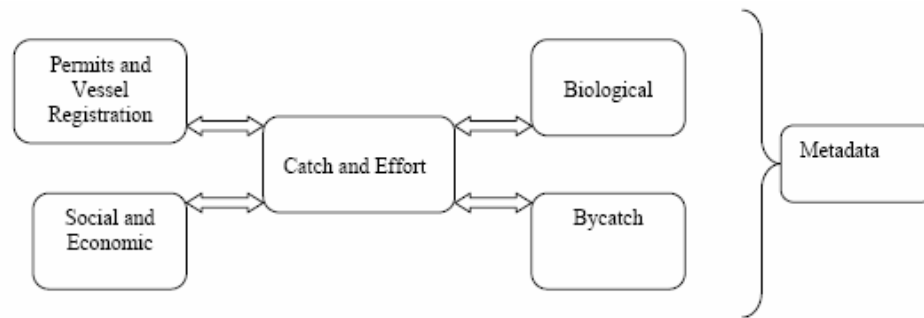 Permits and
Vessel
Registration
Biological
Catch and Effort
Metadata
Social and
Economic
Bycatch